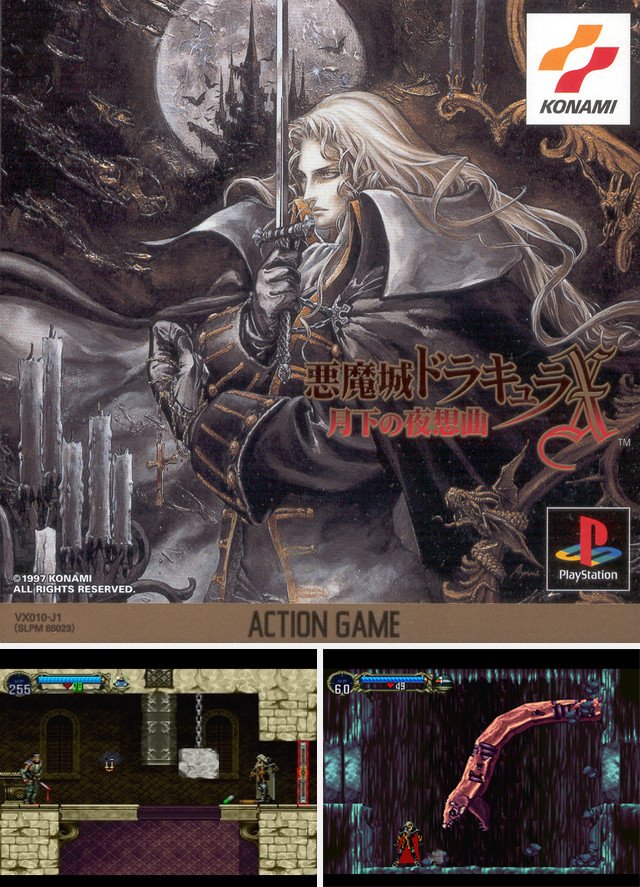 KONAMI
悪魔城ドラキュラX
月下の夜想曲
TM
PlayStation
©1997 KONAMI
ALL RIGHTS RESERVED.
VX010-J1
(SLPM 86023)
ACTION GAME
255
60